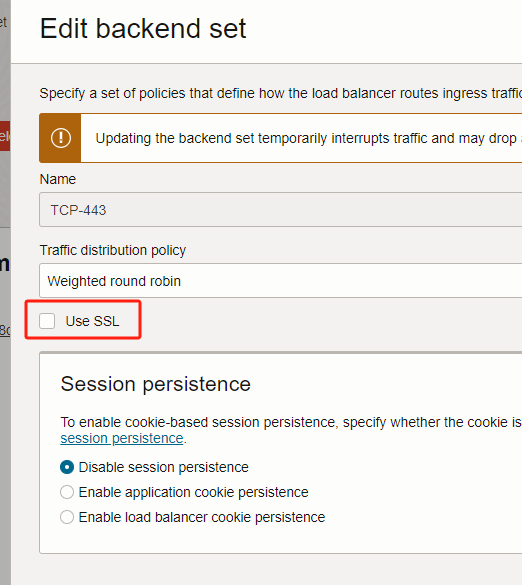 et
Edit backend set
Specify a set of policies that define how the load balancer routes ingress traffic
ele
Updating the backend set temporarily interrupts traffic and may drop
Name
TCP-443
Traffic distribution policy
Weighted round robin
Use SSL
Session persistence
To enable cookie-based session persistence, specify whether the cookie is
session persistence.
Disable session persistence
Enable application cookie persistence
Enable load balancer cookie persistence